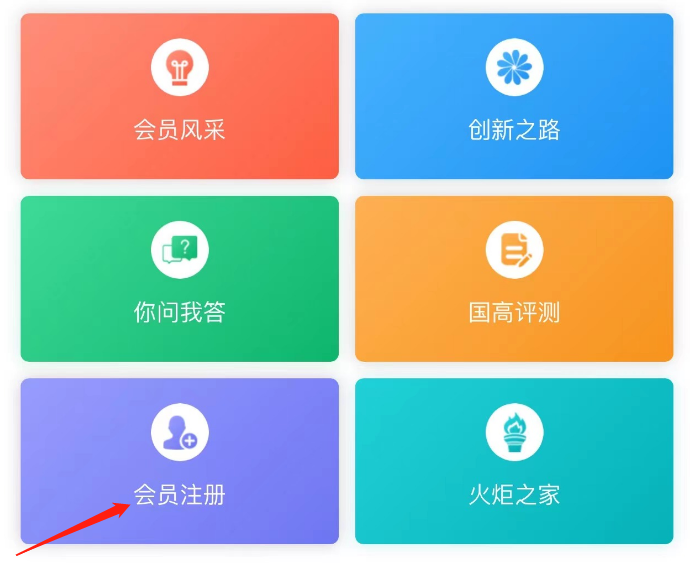 会员风采
创新之路
?
你问我答
国高评测
会员注册
火炬之家